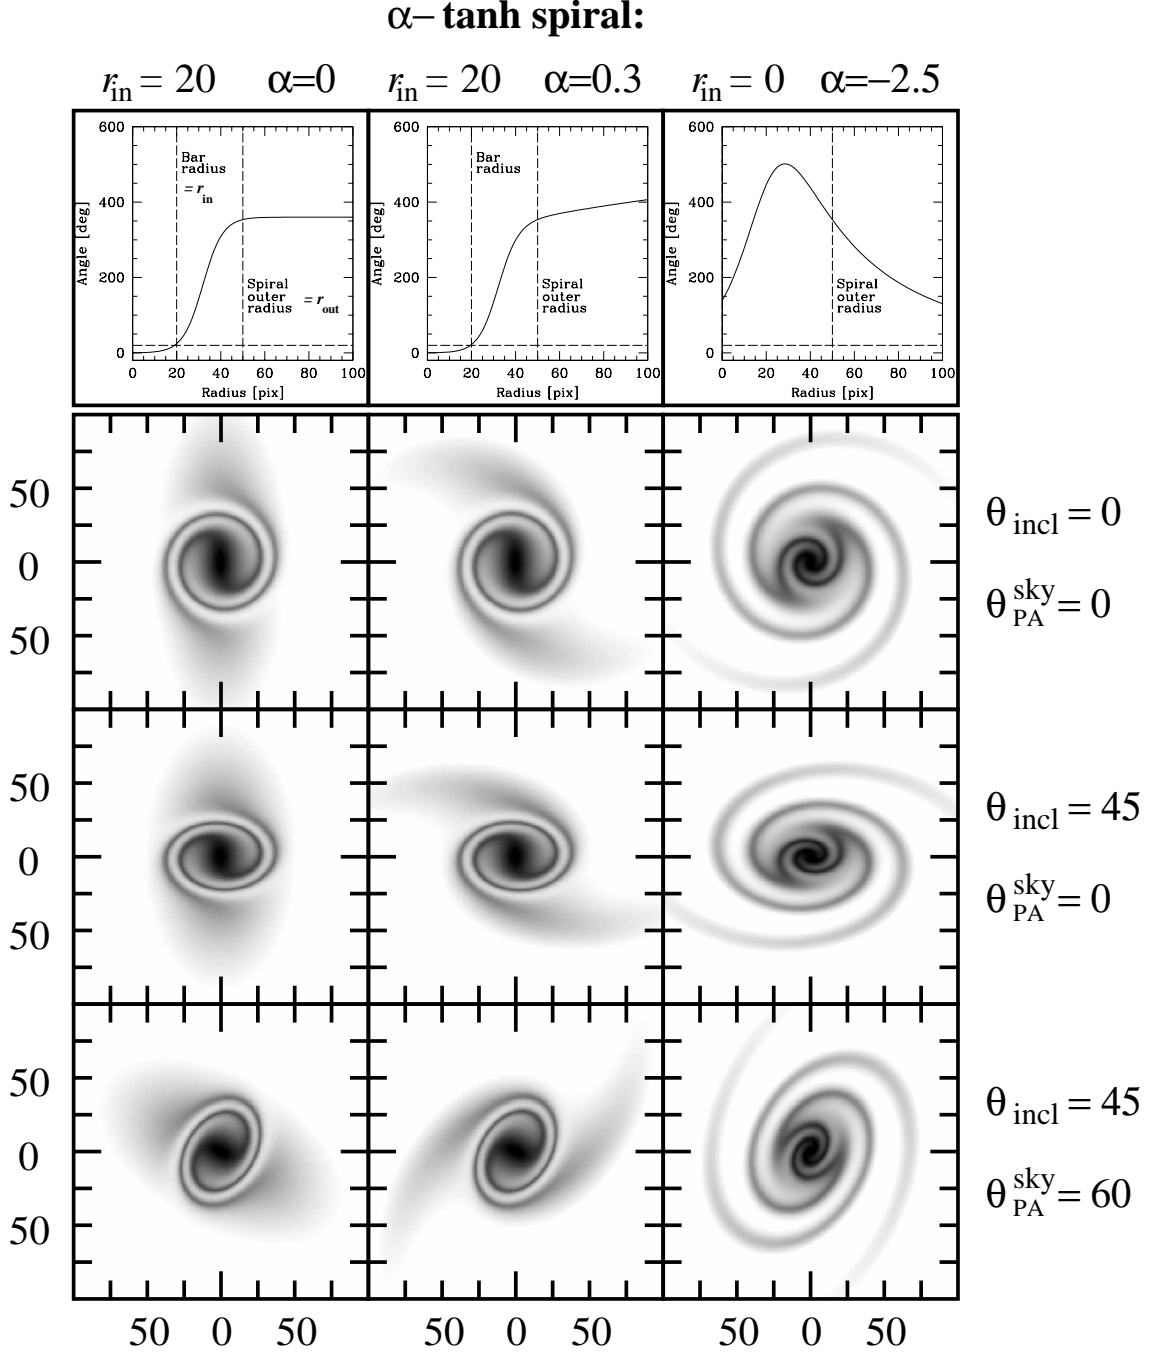 α– tanh spiral:
r_in = 20 α=0
r_in = 20 α=0.3
r_in = 0 α=−2.5
600
400
200
0
Angle [deg]
Bar
radius
= r_in
Spiral
outer
radius
= r_out
0 20 40 60 80 100
Radius [pix]
600
400
200
0
Angle [deg]
Bar
radius
Spiral
outer
radius
0 20 40 60 80 100
Radius [pix]
600
400
200
0
Angle [deg]
Spiral
outer
radius
0 20 40 60 80 100
Radius [pix]
50
0
50
θ_incl = 0
θ_PA^sky = 0
50
0
50
θ_incl = 45
θ_PA^sky = 0
50
0
50
θ_incl = 45
θ_PA^sky = 60
50 0 50 50 0 50 50 0 50